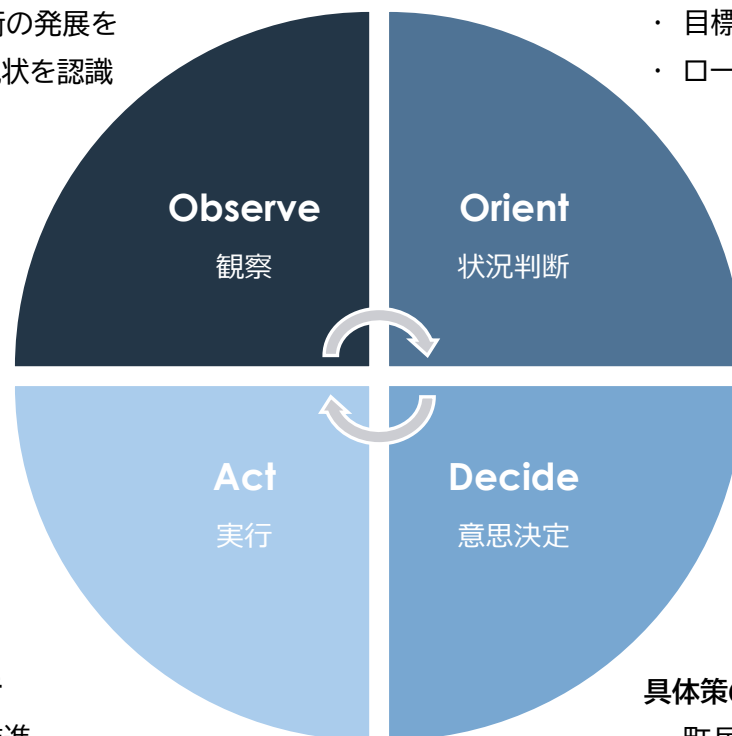 の発展を
状を認識
・ 目標
・ ロー
Observe
観察
Orient
状況判断
Act
実行
Decide
意思決定
具体策